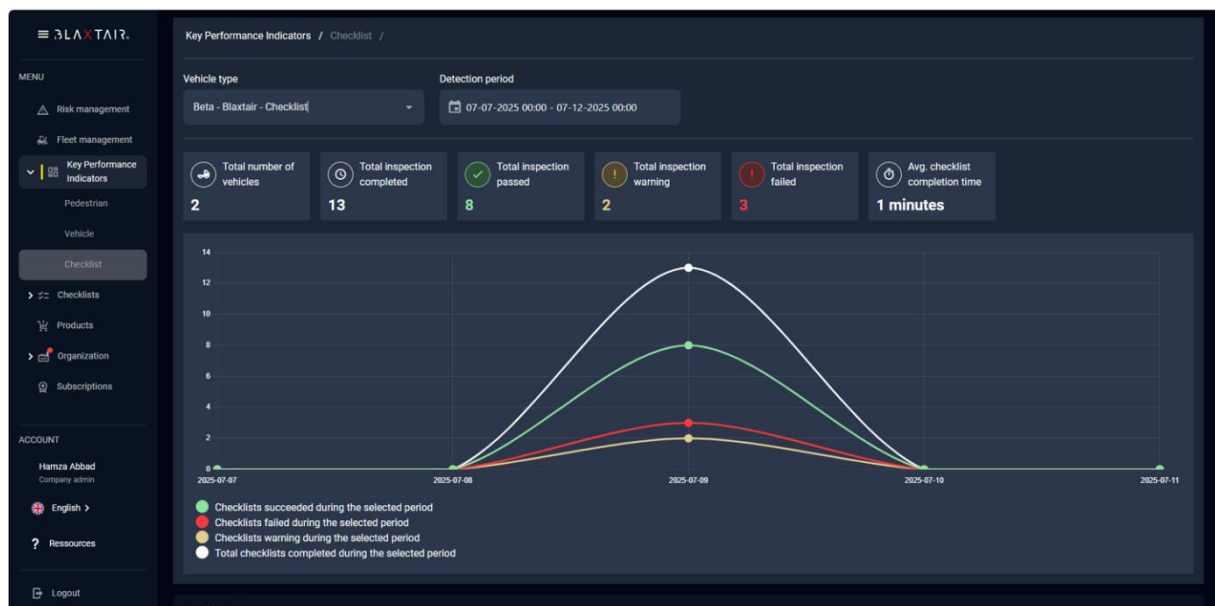 BLAXTAIR.
MENU
Risk management
Fleet management
Key Performance
Indicators
Pedestrian
Vehicle
Checklist
Checklists
Products
Organization
Subscriptions
ACCOUNT
Hamza Abbad
Company admin
English >
? Ressources
Logout
Key Performance Indicators / Checklist /
Vehicle type
Detection period
Beta - Blaxtair - Checklist
07-07-2025 00:00 - 07-12-2025 00:00
Total number of
vehicles
2
Total inspection
completed
13
Total inspection
passed
8
Total inspection
warning
2
Total inspection
failed
3
Avg. checklist
completion time
1 minutes
14
12
10
8
6
4
2
0
2025-07-07
2025-07-08
2025-07-09
2025-07-10
2025-07-11
Checklists succeeded during the selected period
Checklists failed during the selected period
Checklists warning during the selected period
Total checklists completed during the selected period